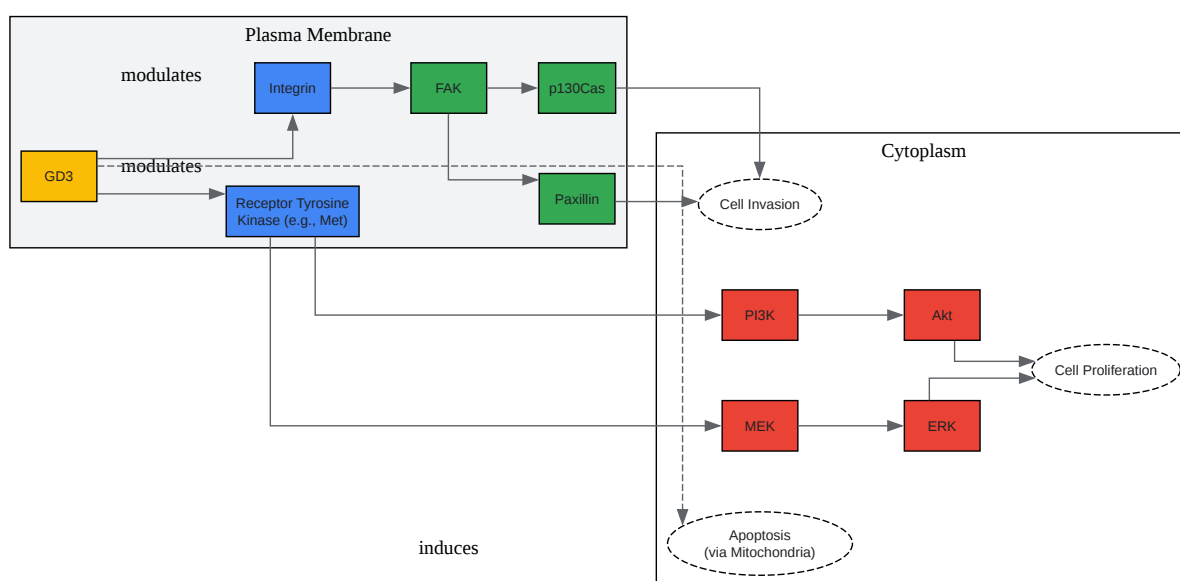 Plasma Membrane
modulates
Integrin
FAK
p130Cas
Cytoplasm
modulates
GD3
Receptor Tyrosine
Kinase (e.g., Met)
Paxillin
Cell Invasion
PI3K
Akt
Cell Proliferation
MEK
ERK
Apoptosis
(via Mitochondria)
induces